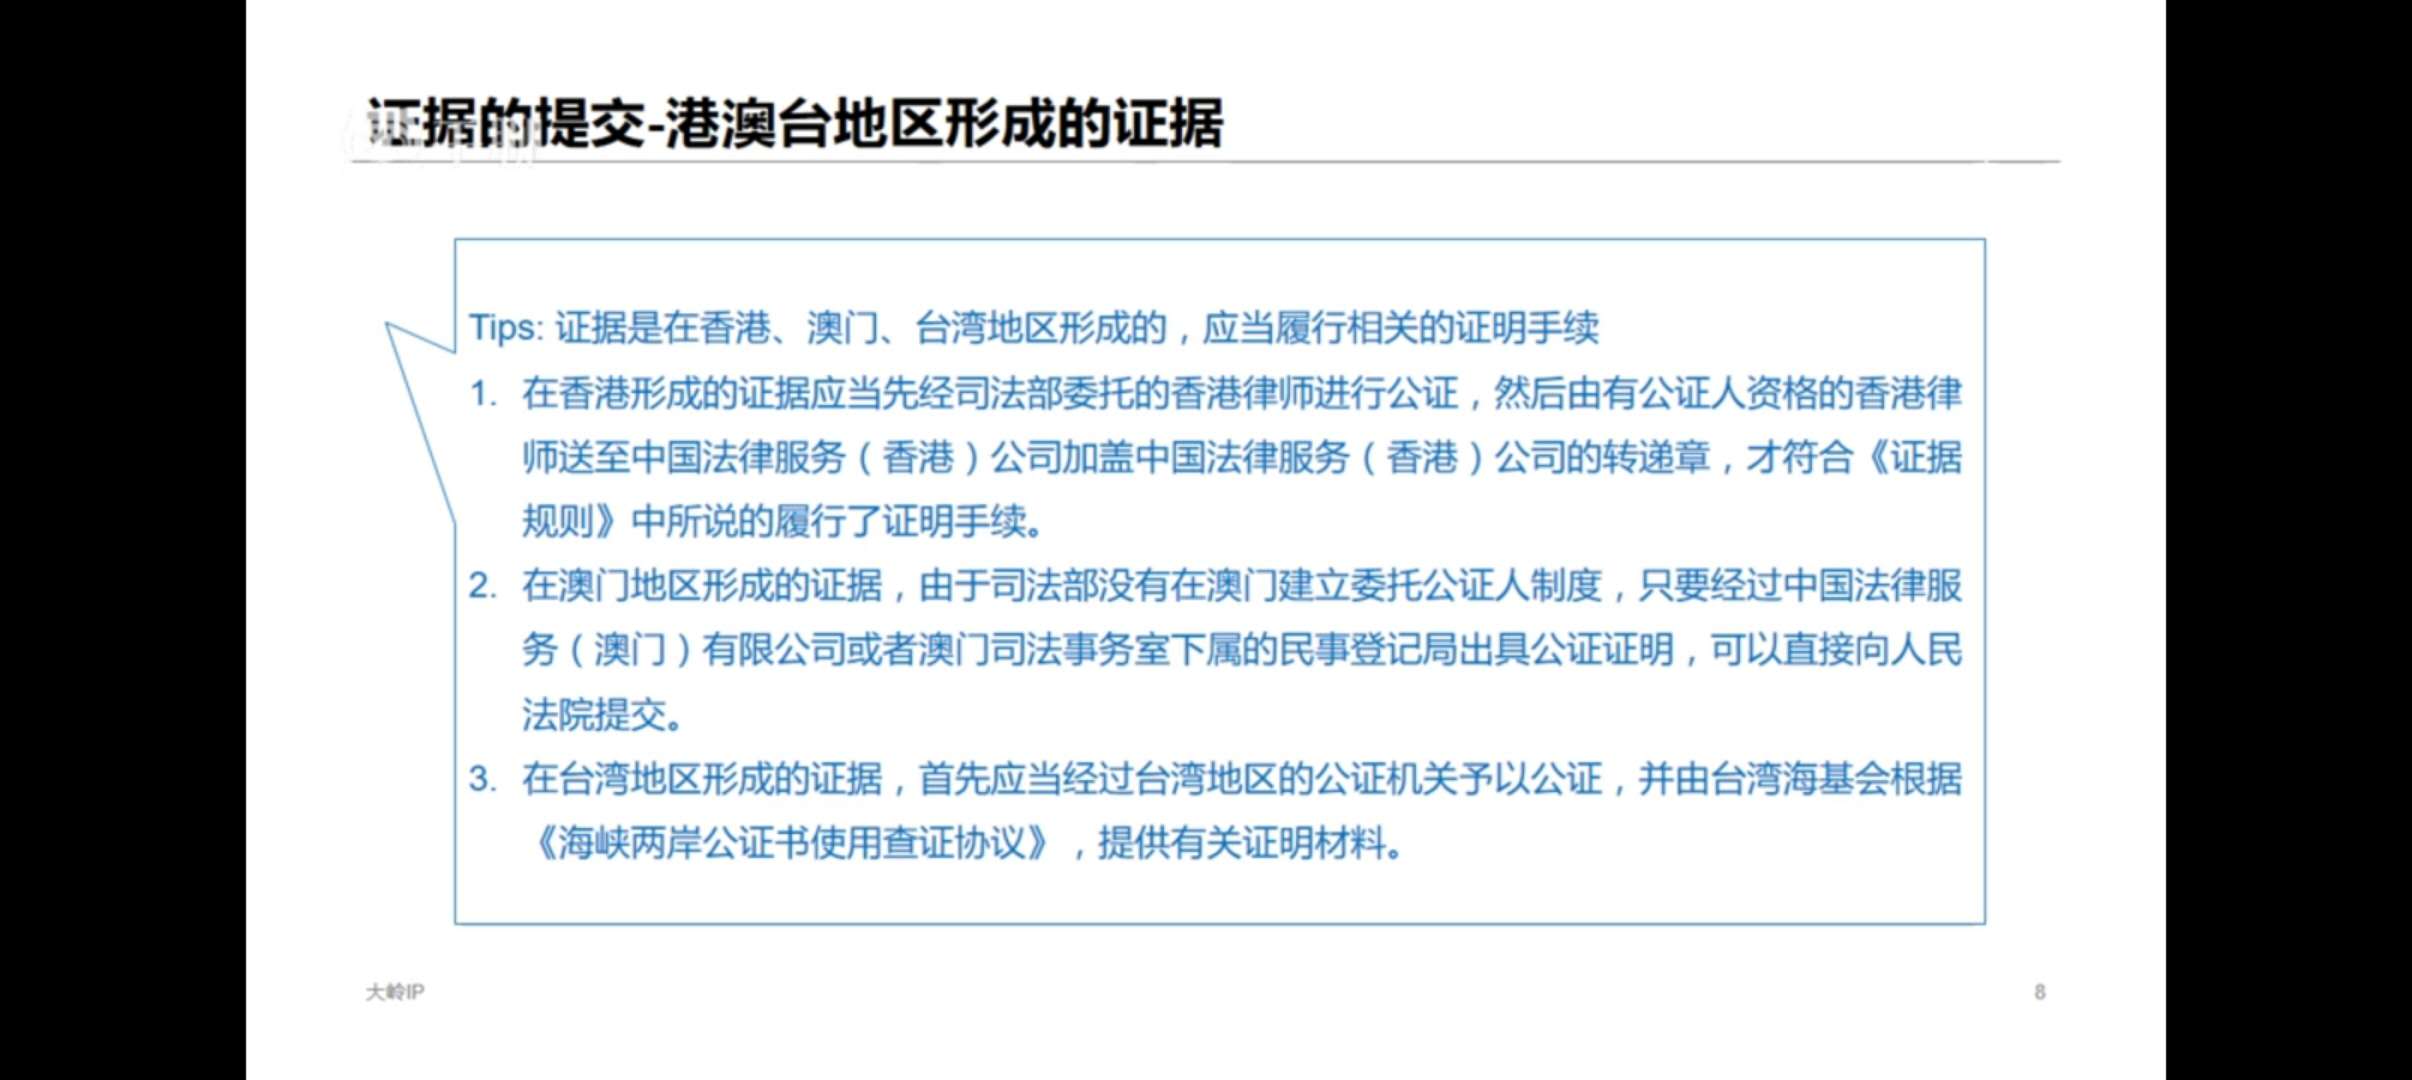 证据的提交-港澳台地区形成的证据
Tips: 证据是在香港、澳门、台湾地区形成的，应当履行相关的证明手续
1. 在香港形成的证据应当先经司法部委托的香港律师进行公证，然后由有公证人资格的香港律
师送至中国法律服务（香港）公司加盖中国法律服务（香港）公司的转递章，才符合《证据
规则》中所说的履行了证明手续。
2. 在澳门地区形成的证据，由于司法部没有在澳门建立委托公证人制度，只要经过中国法律服
务（澳门）有限公司或者澳门司法事务室下属的民事登记局出具公证证明，可以直接向人民
法院提交。
3. 在台湾地区形成的证据，首先应当经过台湾地区的公证机关予以公证，并由台湾海基会根据
《海峡两岸公证书使用查证协议》，提供有关证明材料。
大岭IP
8